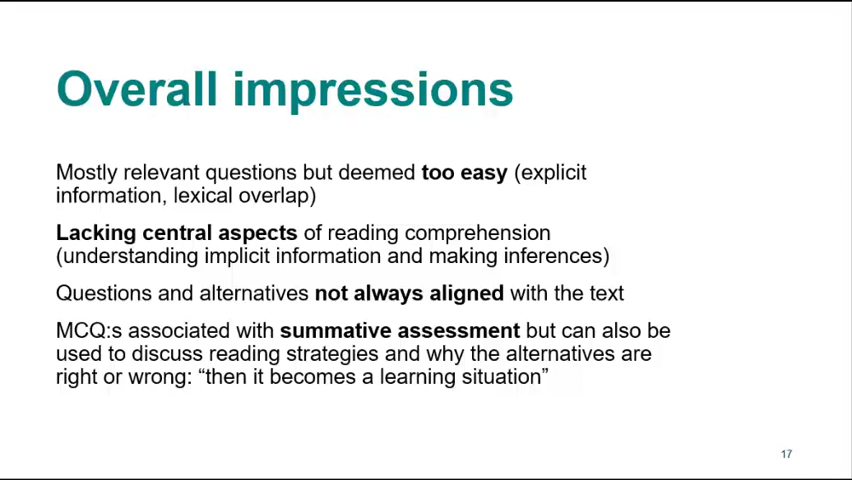 Overall impressions
Mostly relevant questions but deemed too easy (explicit
information, lexical overlap)
Lacking central aspects of reading comprehension
(understanding implicit information and making inferences)
Questions and alternatives not always aligned with the text
MCQ:s associated with summative assessment but can also be
used to discuss reading strategies and why the alternatives are
right or wrong: “then it becomes a learning situation”
17